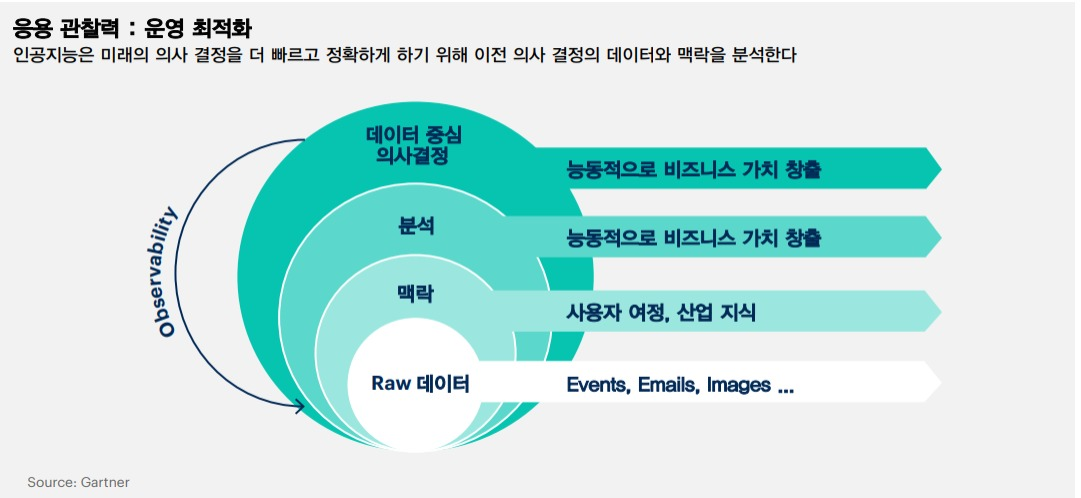 응용 관찰력 : 운영 최적화
인공지능은 미래의 의사 결정을 더 빠르고 정확하게 하기 위해 이전 의사 결정의 데이터와 맥락을 분석한다
데이터 중심
의사결정
능동적으로 비즈니스 가치 창출
분석
능동적으로 비즈니스 가치 창출
맥락
사용자 여정, 산업 지식
Raw 데이터
Events, Emails, Images ...
Observability
Source: Gartner